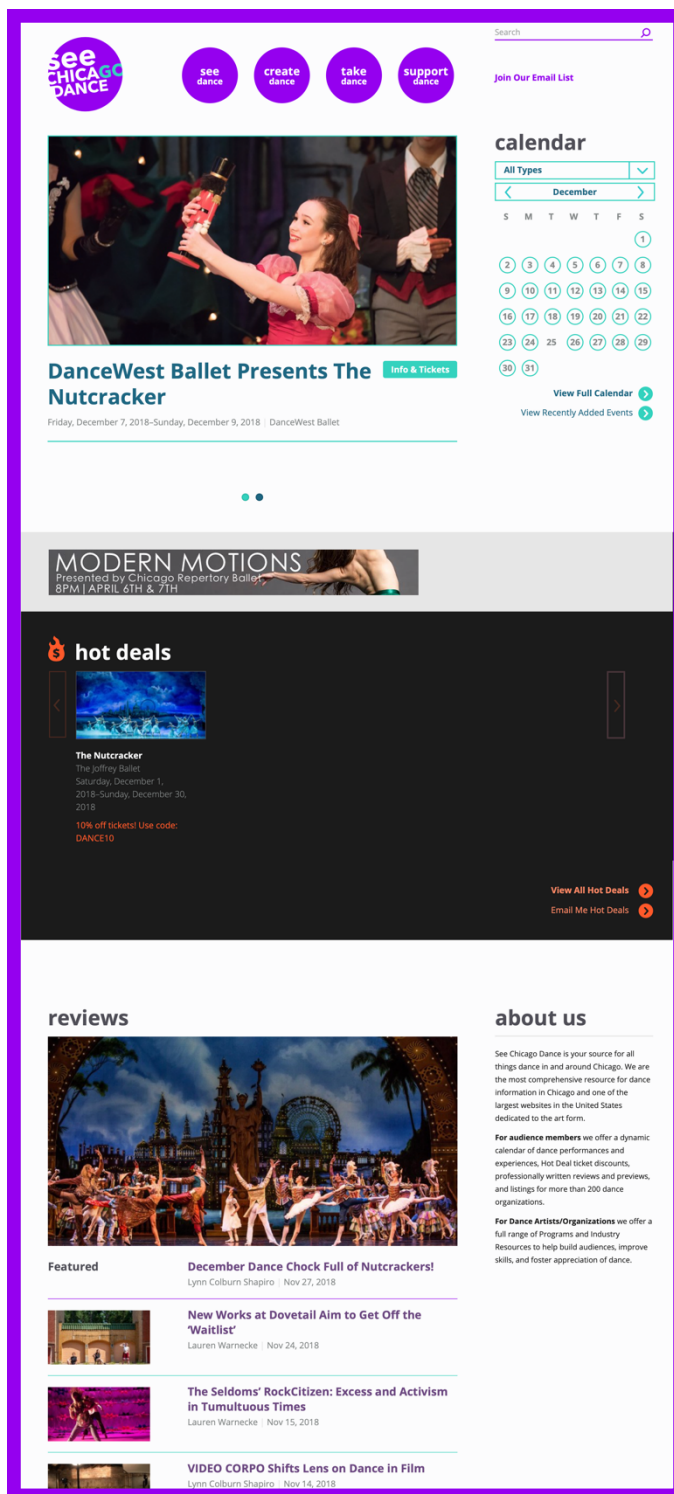 see
CHICAGO
DANCE
see
dance
create
dance
take
dance
support
dance
Search
Join Our Email List
DanceWest Ballet Presents The
Nutcracker
Info & Tickets
Friday, December 7, 2018–Sunday, December 9, 2018 | DanceWest Ballet
calendar
All Types
December
S M T W T F S
1
2 3 4 5 6 7 8
9 10 11 12 13 14 15
16 17 18 19 20 21 22
23 24 25 26 27 28 29
30 31
View Full Calendar
View Recently Added Events
MODERN MOTIONS
Presented by Chicago Repertory Ballet
8PM | APRIL 6TH & 7TH
$ hot deals
The Nutcracker
The Joffrey Ballet
Saturday, December 1,
2018–Sunday, December 30,
2018
10% off tickets! Use code:
DANCE10
View All Hot Deals
Email Me Hot Deals
reviews
Featured
December Dance Chock Full of Nutcrackers!
Lynn Colburn Shapiro | Nov 27, 2018
New Works at Dovetail Aim to Get Off the
‘Waitlist’
Lauren Warnecke | Nov 24, 2018
The Seldoms’ RockCitizen: Excess and Activism
in Tumultuous Times
Lauren Warnecke | Nov 15, 2018
VIDEO CORPO Shifts Lens on Dance in Film
Lynn Colburn Shapiro | Nov 14, 2018
about us
See Chicago Dance is your source for all
things dance in and around Chicago. We are
the most comprehensive resource for dance
information in Chicago and one of the
largest websites in the United States
dedicated to the art form.
For audience members we offer a dynamic
calendar of dance performances and
experiences, Hot Deal ticket discounts,
professionally written reviews and previews,
and listings for more than 200 dance
organizations.
For Dance Artists/Organizations we offer a
full range of Programs and Industry
Resources to help build audiences, improve
skills, and foster appreciation of dance.